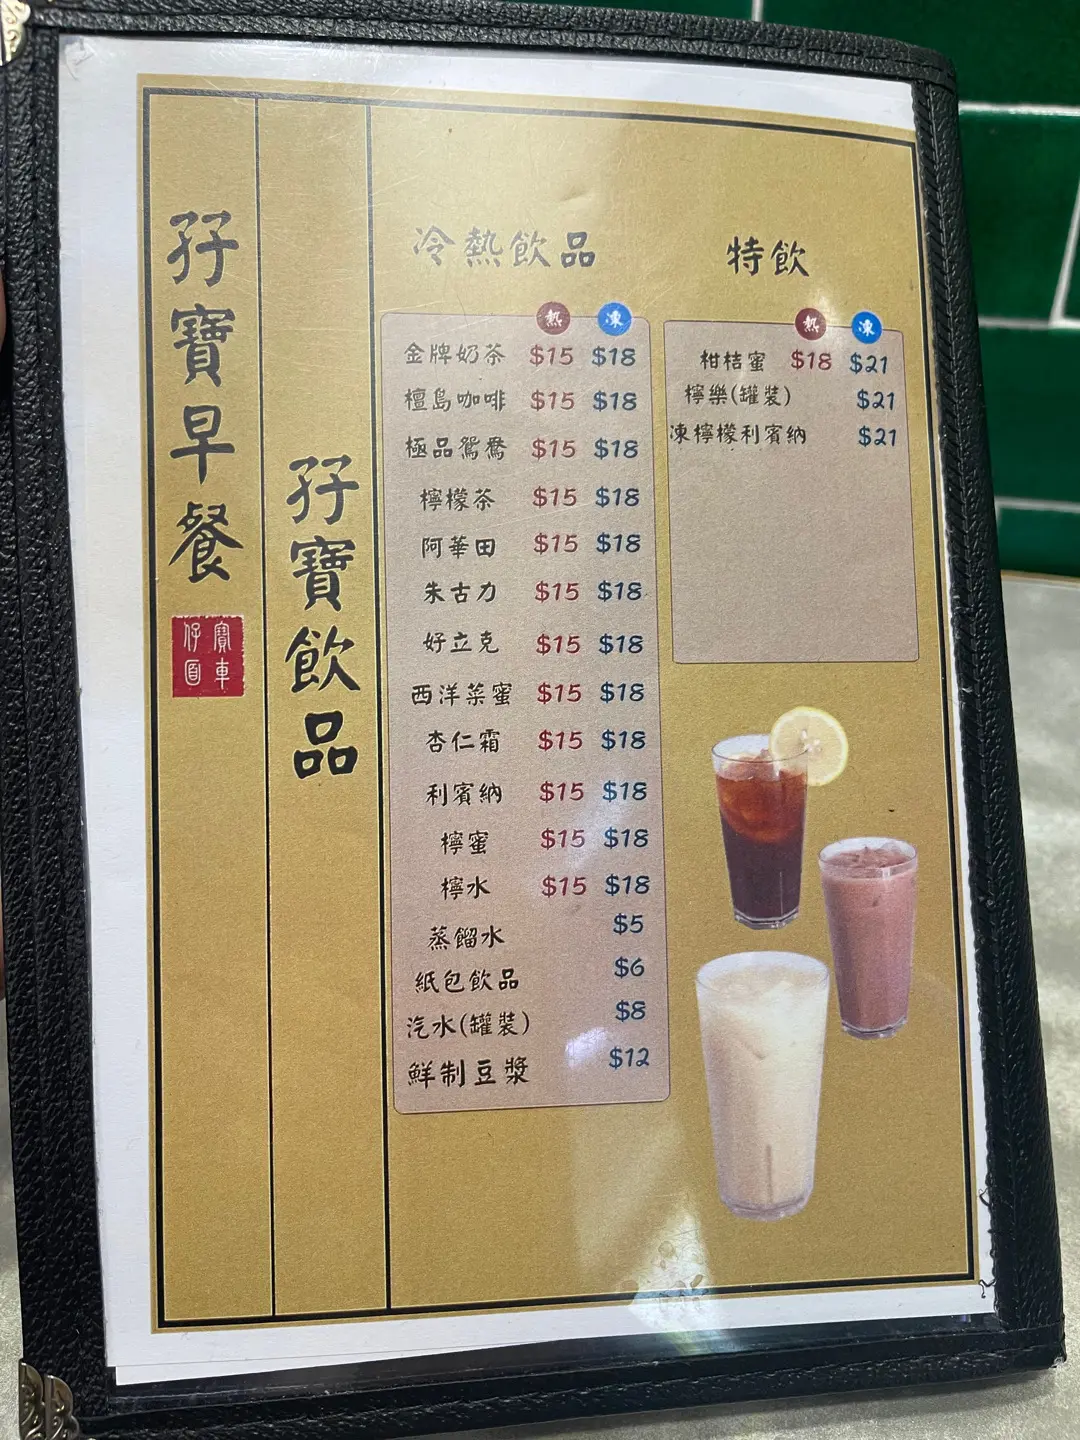 孖寶早餐
孖寶飲品
冷熱飲品
熱 凍
金牌奶茶 $15 $18
檀島咖啡 $15 $18
極品鴛鴦 $15 $18
檸檬茶 $15 $18
阿華田 $15 $18
朱古力 $15 $18
好立克 $15 $18
西洋菜蜜 $15 $18
杏仁霜 $15 $18
利賓納 $15 $18
檸蜜 $15 $18
檸水 $15 $18
蒸餾水 $5
紙包飲品 $6
汽水(罐裝) $8
鮮制豆漿 $12
特飲
熱 凍
柑桔蜜 $18 $21
檸樂(罐裝) $21
凍檸檬利賓納 $21